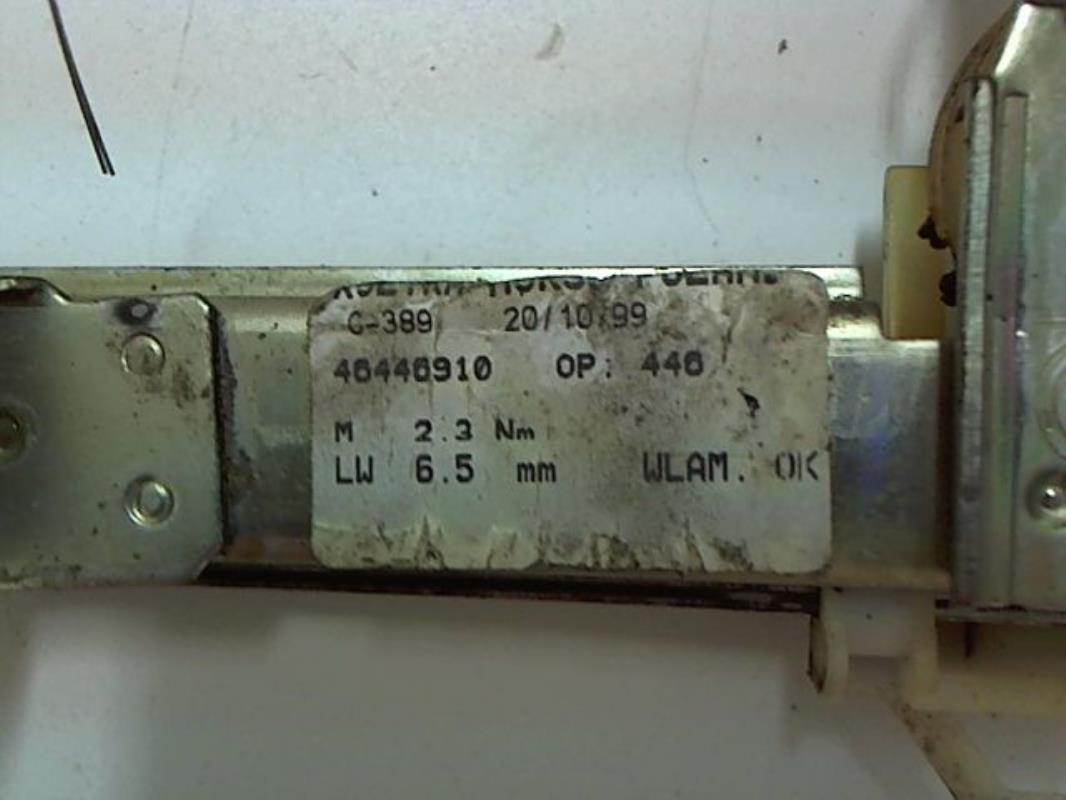 C-389 20/10/99
46446910 OP: 446
M 2.3 Nm
LW 6.5 mm WLAM. OK